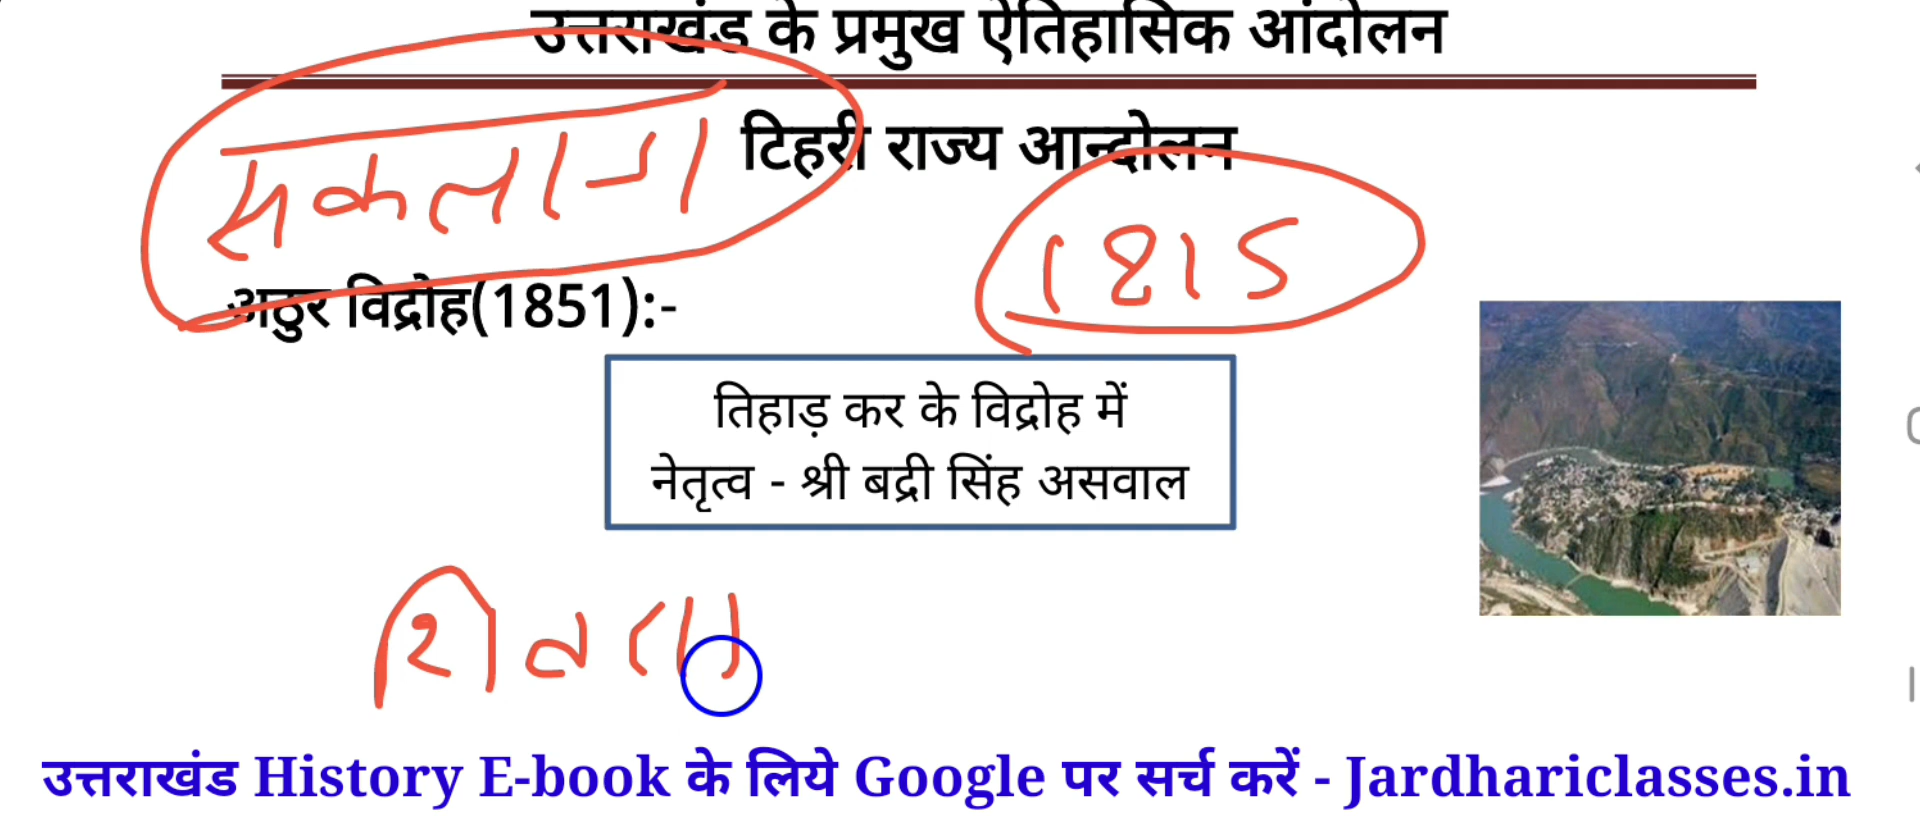 उत्तराखंड के प्रमुख ऐतिहासिक आंदोलन
टिहरी राज्य आन्दोलन
सकलाना
1815
अठुर विद्रोह(1851):-
तिहाड़ कर के विद्रोह में
नेतृत्व - श्री बद्री सिंह असवाल
उत्तराखंड History E-book के लिये Google पर सर्च करें - Jardhariclasses.in